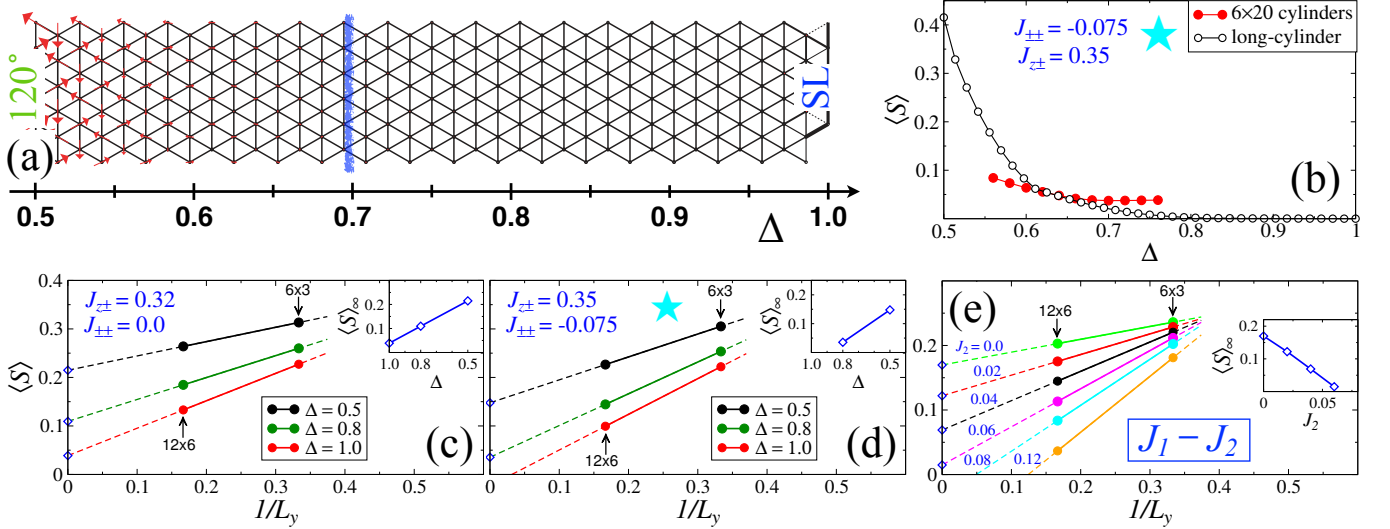 (a)
120°
SL
0.5 0.6 0.7 0.8 0.9 1.0
Δ
(b)
J±± = -0.075
Jz± = 0.35
6×20 cylinders
long-cylinder
⟨S⟩
0.4
0.3
0.2
0.1
0.5 0.6 0.7 0.8 0.9 1
Δ
(c)
Jz± = 0.32
J±± = 0.0
⟨S⟩
0.4
0.3
0.2
0.1
0
0 0.1 0.2 0.3 0.4 0.5
1/Ly
6x3
12x6
Δ = 0.5
Δ = 0.8
Δ = 1.0
⟨S⟩∞
0.2
0.1
1.0 0.8 0.5
Δ
(d)
Jz± = 0.35
J±± = -0.075
6x3
12x6
Δ = 0.5
Δ = 0.8
Δ = 1.0
0 0.1 0.2 0.3 0.4 0.5
1/Ly
⟨S⟩∞
0.2
0.1
1.0 0.8 0.5
Δ
(e)
6x3
12x6
J2= 0.0
0.02
0.04
0.06
0.08
0.12
J1 – J2
0.3
0.2
0.1
0
0 0.1 0.2 0.3 0.4 0.5
1/Ly
⟨S⟩∞
0.2
0.1
0 0.05
J2